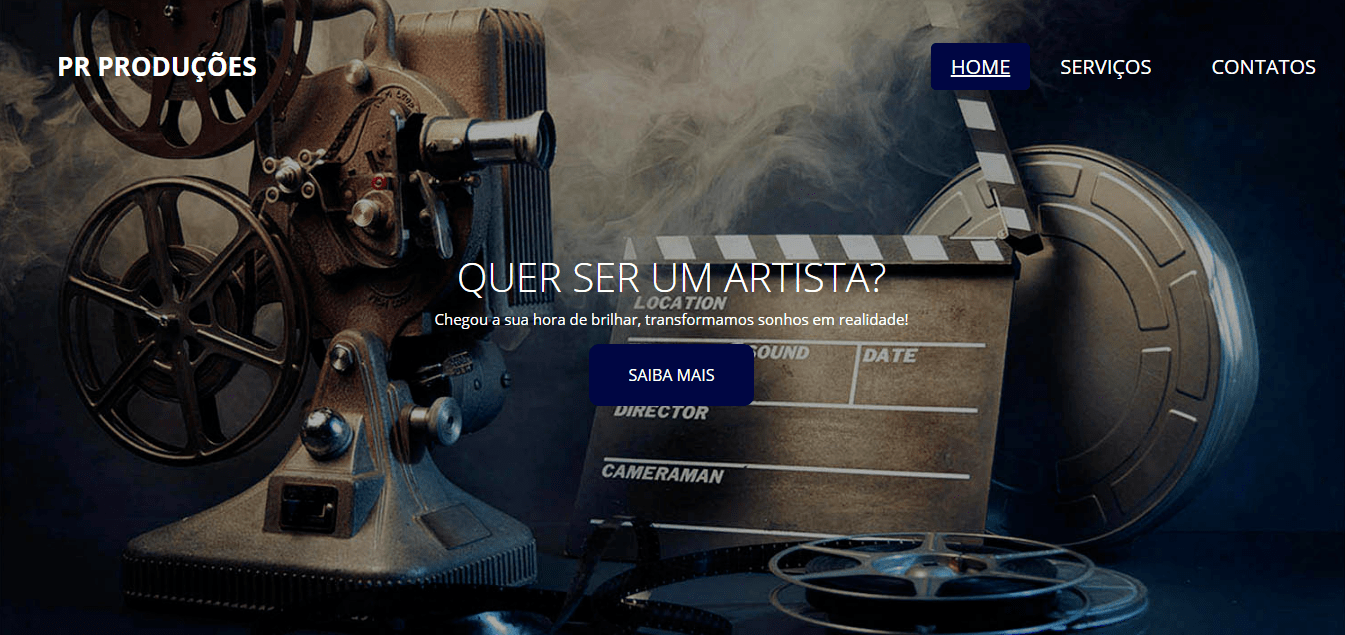 PR PRODUÇÕES
HOME SERVIÇOS CONTATOS
QUER SER UM ARTISTA?
LOCATION
Chegou a sua hora de brilhar, transformamos sonhos em realidade!
SOUND DATE
SAIBA MAIS
DIRECTOR
CAMERAMAN